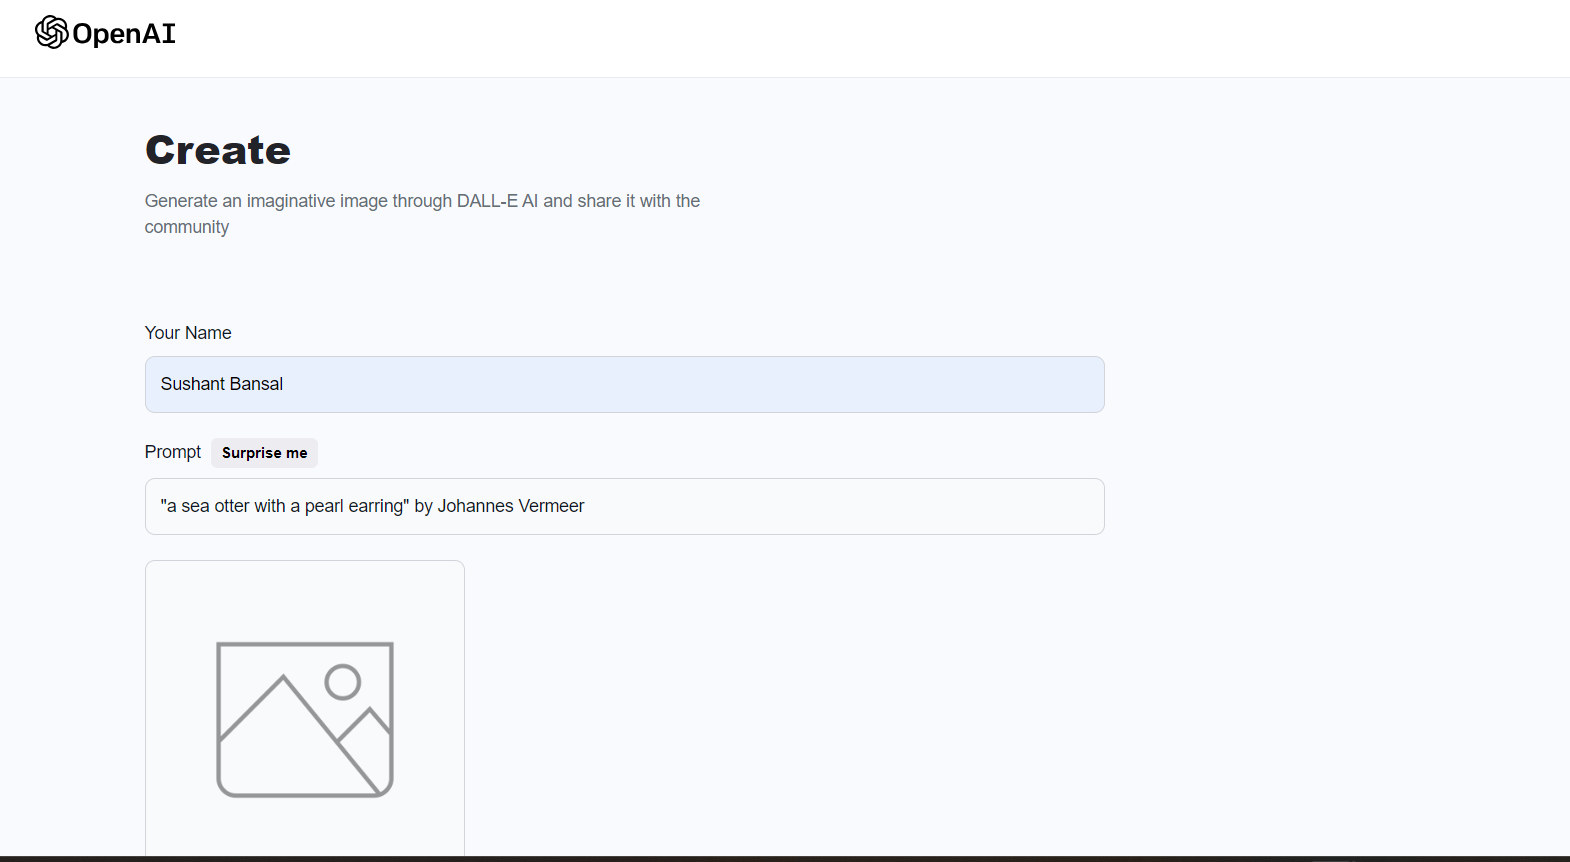 OpenAI
Create
Generate an imaginative image through DALL-E AI and share it with the
community
Your Name
Sushant Bansal
Prompt Surprise me
"a sea otter with a pearl earring" by Johannes Vermeer